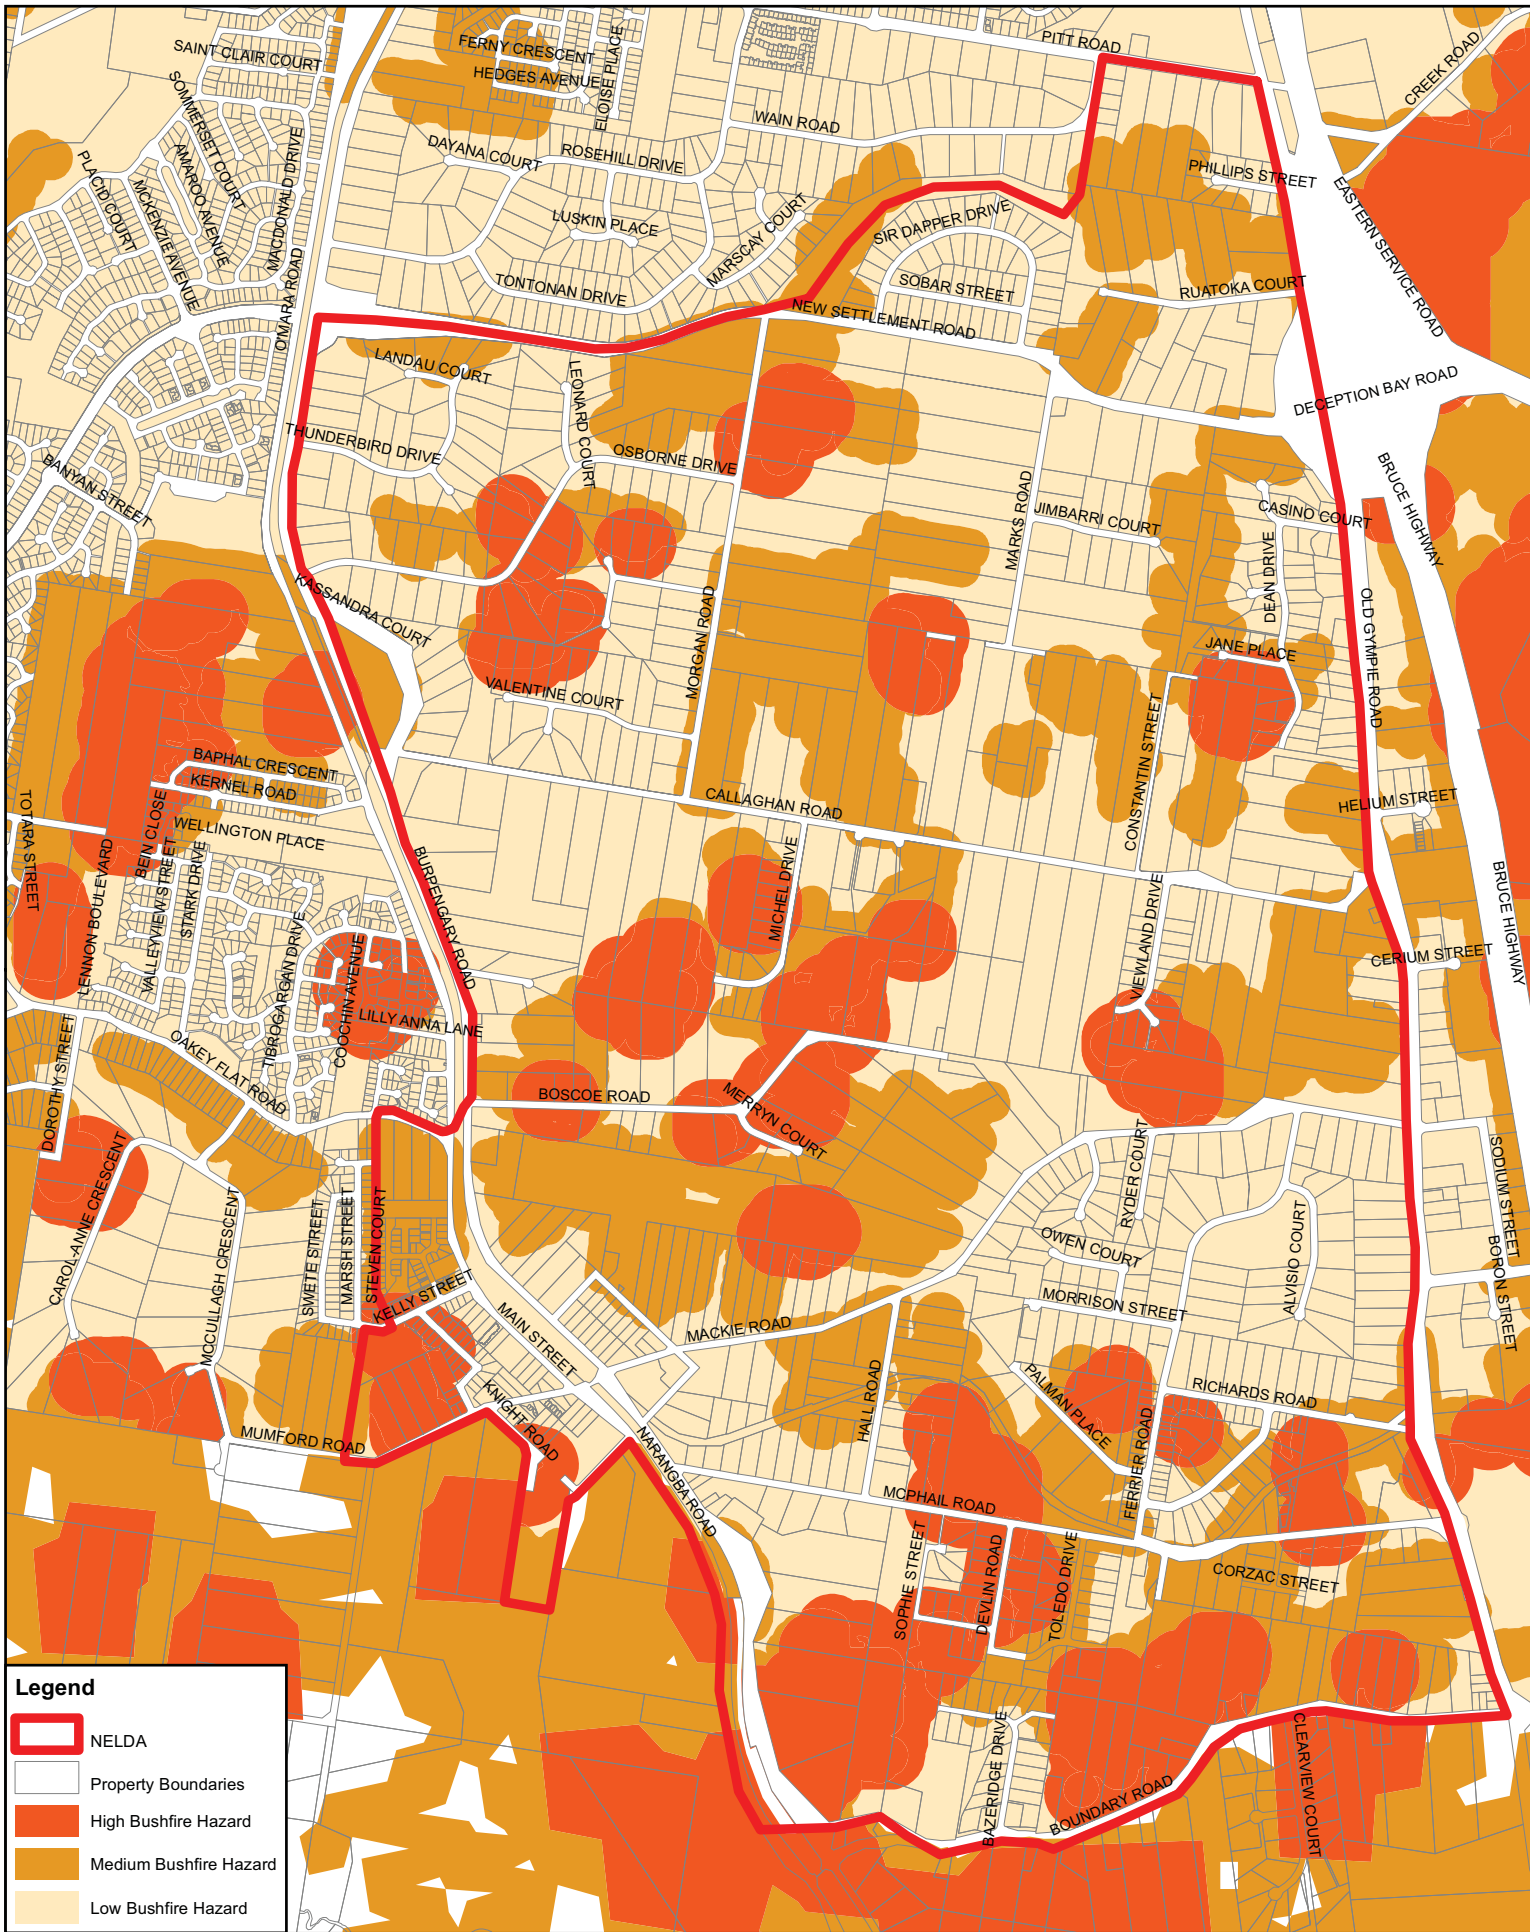 PITT ROAD
CREEK ROAD
SAINT CLAIR COURT
FERNY CRESCENT
HEDGES AVENUE
ELOISE PLACE
SOMMERSET COURT
WAIN ROAD
DAYANA COURT
ROSEHILL DRIVE
AMAROO AVENUE
MACDONALD DRIVE
PLACID COURT
MCKENZIE AVENUE
PHILLIPS STREET
EASTERN SERVICE ROAD
LUSKIN PLACE
MARSCAY COURT
SIR DAPPER DRIVE
O'MARA ROAD
TONTONAN DRIVE
SOBAR STREET
RUATOKA COURT
NEW SETTLEMENT ROAD
LANDAU COURT
LEONARD COURT
DECEPTION BAY ROAD
THUNDERBIRD DRIVE
OSBORNE DRIVE
BANYAN STREET
BRUCE HIGHWAY
MARKS ROAD
JIMBARRI COURT
CASINO COURT
DEAN DRIVE
KASSANDRA COURT
OLD GYMPIE ROAD
MORGAN ROAD
JANE PLACE
VALENTINE COURT
CONSTANTIN STREET
BAPHAL CRESCENT
KERNEL ROAD
CALLAGHAN ROAD
HELIUM STREET
TOTARA STREET
BEIN CLOSE
WELLINGTON PLACE
VALLEYVIEW STREET
STARK DRIVE
LENNON BOULEVARD
BURPENGARY ROAD
MICHEL DRIVE
BRUCE HIGHWAY
VIEWLAND DRIVE
CERIUM STREET
TIBROGARGAN DRIVE
COOCHIN AVENUE
LILLY ANNA LANE
DOROTHY STREET
OAKEY FLAT ROAD
BOSCOE ROAD
MERRYN COURT
CAROL-ANNE CRESCENT
MCCULLAGH CRESCENT
SWETE STREET
MARSH STREET
STEVEN COURT
KELLY STREET
RYDER COURT
OWEN COURT
ALVISIO COURT
SODIUM STREET
BORON STREET
MORRISON STREET
MAIN STREET
MACKIE ROAD
HALL ROAD
PALMAN PLACE
RICHARDS ROAD
KNIGHT ROAD
MUMFORD ROAD
FERRIER ROAD
NARANGBA ROAD
MCPHAIL ROAD
SOPHIE STREET
DEVLIN ROAD
TOLEDO DRIVE
CORZAC STREET
BAZERIDGE DRIVE
BOUNDARY ROAD
CLEARVIEW COURT
Legend
NELDA
Property Boundaries
High Bushfire Hazard
Medium Bushfire Hazard
Low Bushfire Hazard